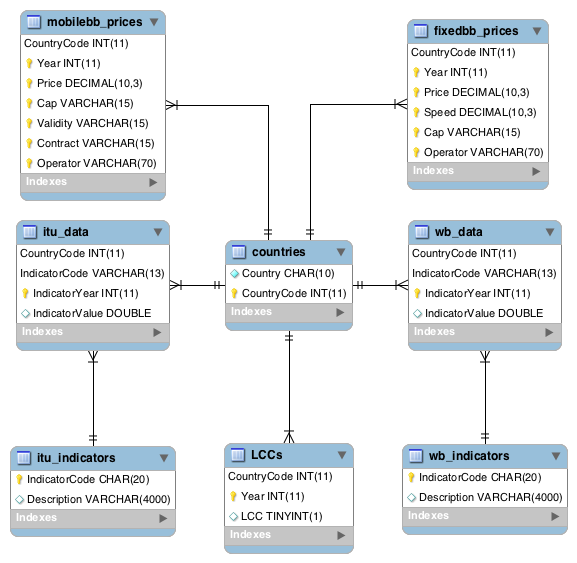 mobilebb_prices
CountryCode INT(11)
Year INT(11)
Price DECIMAL(10,3)
Cap VARCHAR(15)
Validity VARCHAR(15)
Contract VARCHAR(15)
Operator VARCHAR(70)
Indexes
fixedbb_prices
CountryCode INT(11)
Year INT(11)
Price DECIMAL(10,3)
Speed DECIMAL(10,3)
Cap VARCHAR(15)
Operator VARCHAR(70)
Indexes
itu_data
CountryCode INT(11)
IndicatorCode VARCHAR(13)
IndicatorYear INT(11)
IndicatorValue DOUBLE
Indexes
countries
Country CHAR(10)
CountryCode INT(11)
Indexes
wb_data
CountryCode INT(11)
IndicatorCode VARCHAR(13)
IndicatorYear INT(11)
IndicatorValue DOUBLE
Indexes
itu_indicators
IndicatorCode CHAR(20)
Description VARCHAR(4000)
Indexes
LCCs
CountryCode INT(11)
Year INT(11)
LCC TINYINT(1)
Indexes
wb_indicators
IndicatorCode CHAR(20)
Description VARCHAR(4000)
Indexes